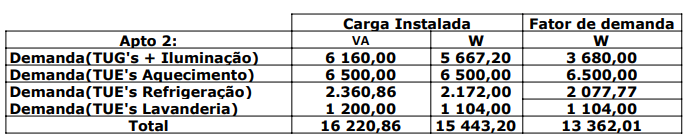 Carga Instalada Fator de demanda
Apto 2: VA W W
Demanda(TUG's + Iluminação) 6 160,00 5 667,20 3 680,00
Demanda(TUE's Aquecimento) 6 500,00 6 500,00 6.500,00
Demanda(TUE's Refrigeração) 2.360,86 2.172,00 2 077,77
Demanda(TUE's Lavanderia) 1 200,00 1 104,00 1 104,00
Total 16 220,86 15 443,20 13 362,01